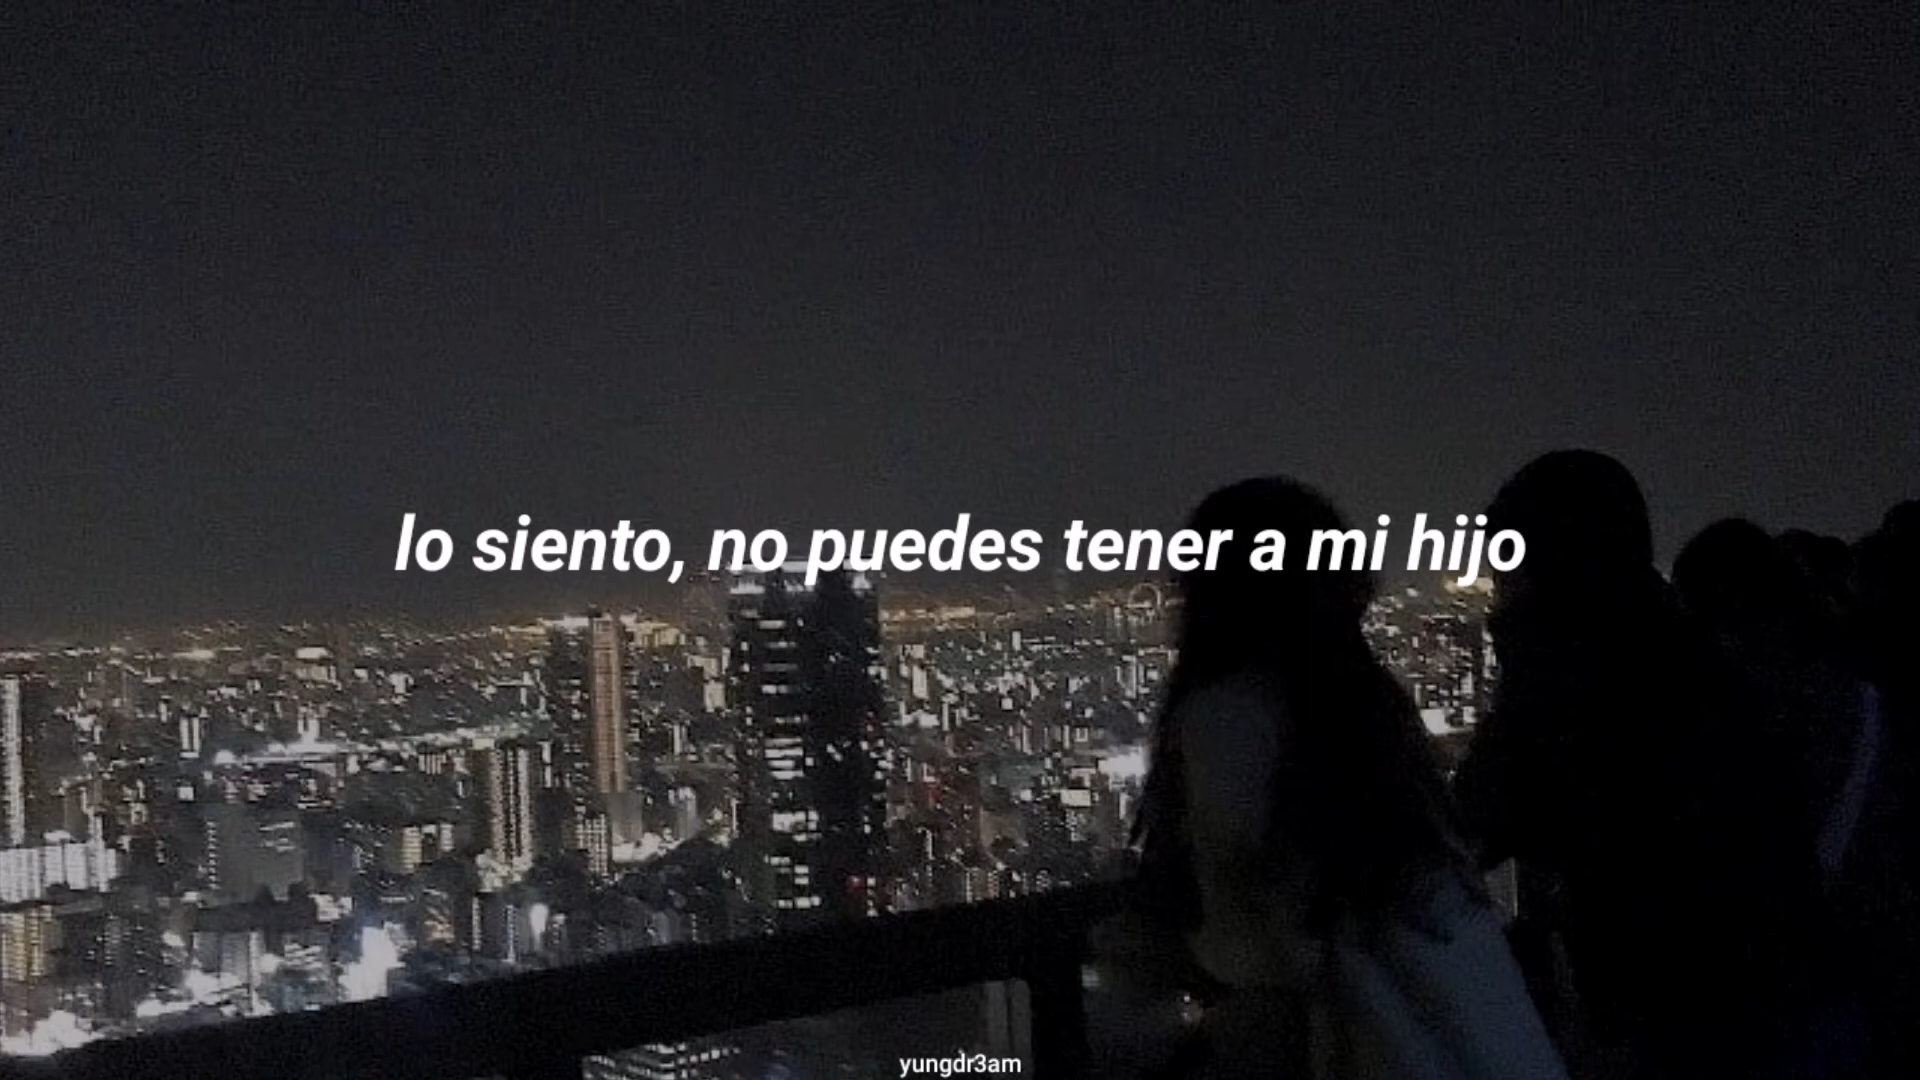 lo siento, no puedes tener a mi hijo
yungdr3am